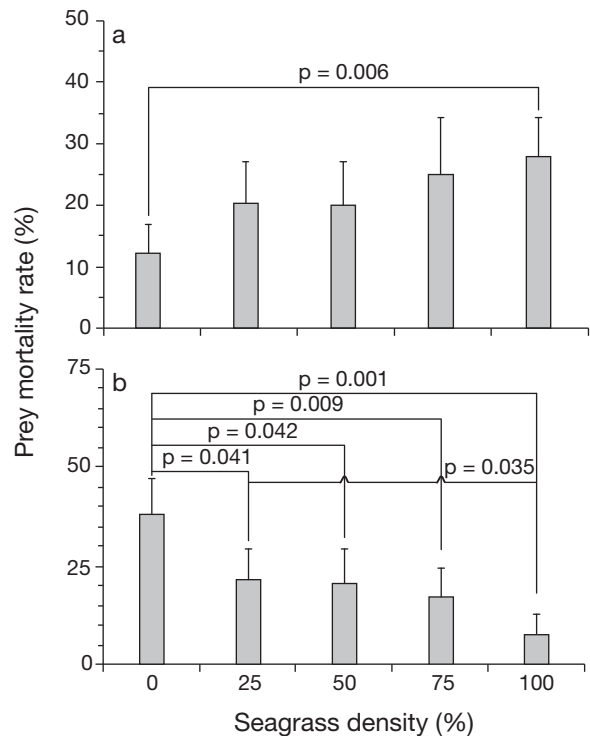 50
a
p = 0.006
40
30
20
10
0
Prey mortality rate (%)
75
b
p = 0.001
p = 0.009
p = 0.042
50
p = 0.041
p = 0.035
25
0
0 25 50 75 100
Seagrass density (%)